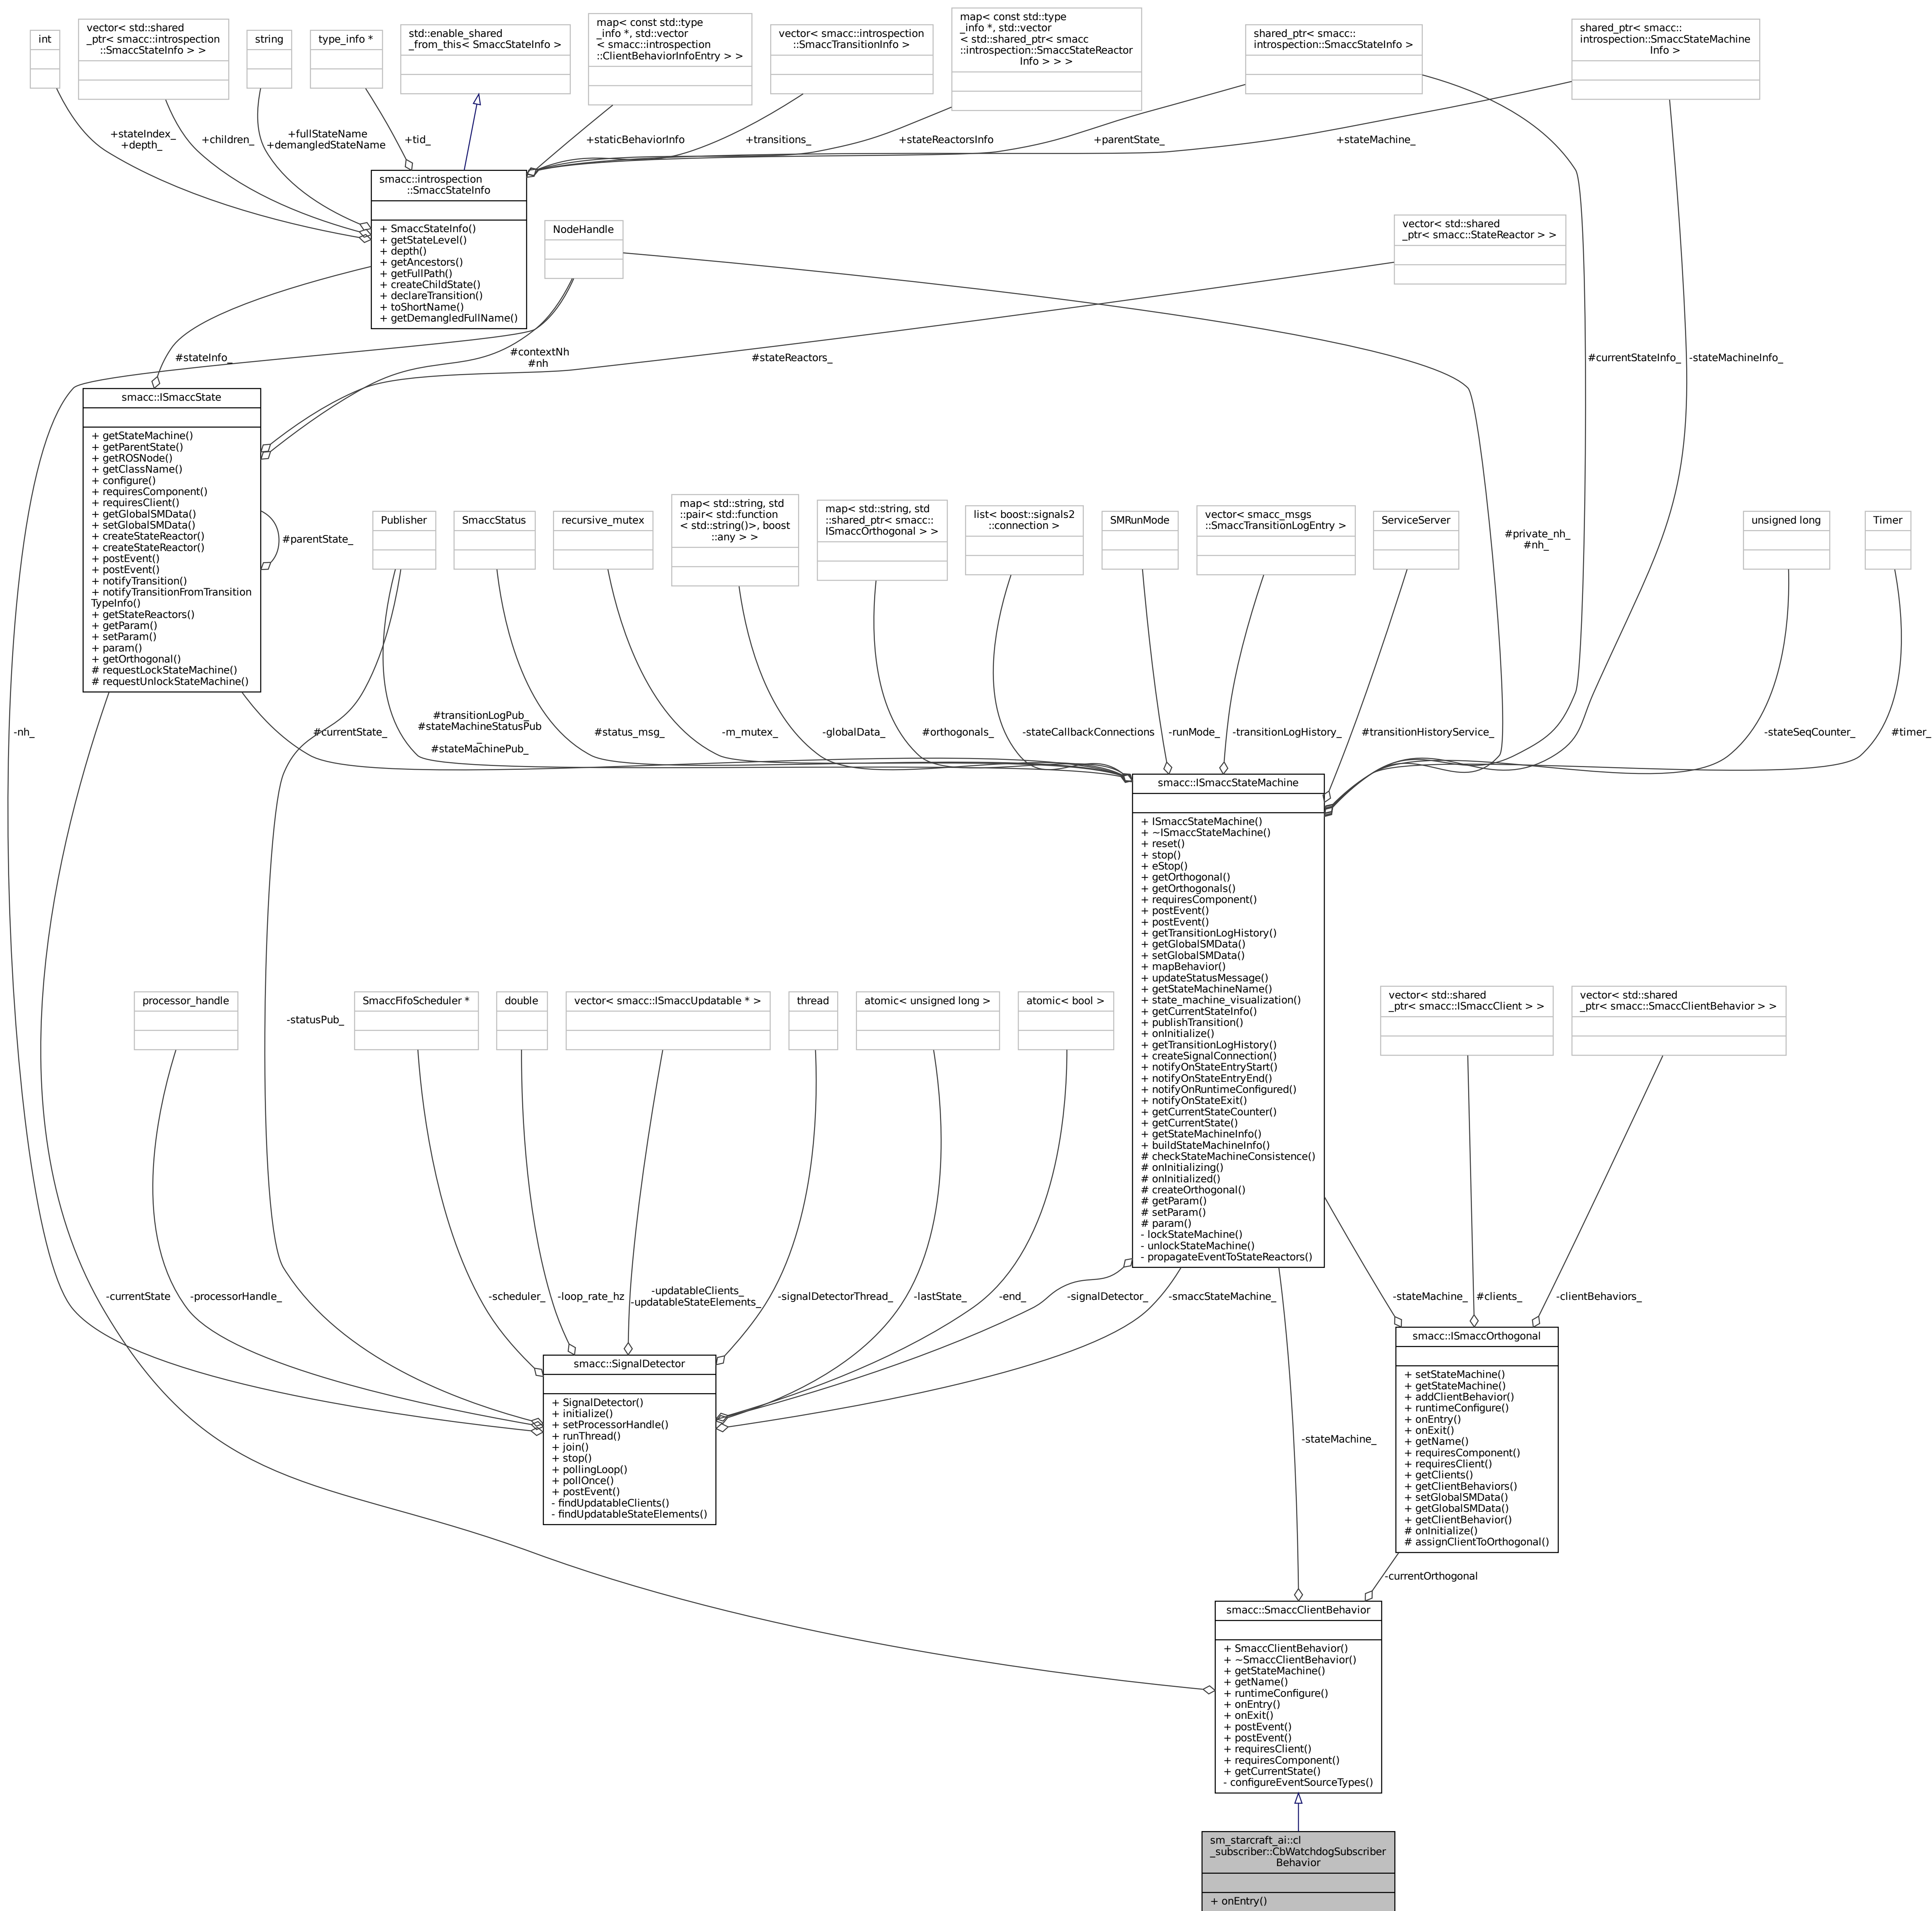 int
vector< std::shared
_ptr< smacc::introspection
::SmaccStateInfo > >
string
type_info *
std::enable_shared
_from_this< SmaccStateInfo >
map< const std::type
_info *, std::vector
< smacc::introspection
::ClientBehaviorInfoEntry > >
vector< smacc::introspection
::SmaccTransitionInfo >
map< const std::type
_info *, std::vector
< std::shared_ptr< smacc
::introspection::SmaccStateReactor
Info > > >
shared_ptr< smacc::
introspection::SmaccStateInfo >
shared_ptr< smacc::
introspection::SmaccStateMachine
Info >
+stateIndex_
+depth_
+children_
+fullStateName
+demangledStateName
+tid_
+staticBehaviorInfo
+transitions_
+stateReactorsInfo
+parentState_
+stateMachine_
smacc::introspection
::SmaccStateInfo
+ SmaccStateInfo()
+ getStateLevel()
+ depth()
+ getAncestors()
+ getFullPath()
+ createChildState()
+ declareTransition()
+ toShortName()
+ getDemangledFullName()
NodeHandle
vector< std::shared
_ptr< smacc::StateReactor > >
#stateInfo_
#contextNh
#nh
#stateReactors_
#currentStateInfo_
-stateMachineInfo_
smacc::ISmaccState
+ getStateMachine()
+ getParentState()
+ getROSNode()
+ getClassName()
+ configure()
+ requiresComponent()
+ requiresClient()
+ getGlobalSMData()
+ setGlobalSMData()
+ createStateReactor()
+ createStateReactor()
+ postEvent()
+ postEvent()
+ notifyTransition()
+ notifyTransitionFromTransition
TypeInfo()
+ getStateReactors()
+ getParam()
+ setParam()
+ param()
+ getOrthogonal()
# requestLockStateMachine()
# requestUnlockStateMachine()
#parentState_
Publisher
SmaccStatus
recursive_mutex
map< std::string, std
::pair< std::function
< std::string()>, boost
::any > >
map< std::string, std
::shared_ptr< smacc::
ISmaccOrthogonal > >
list< boost::signals2
::connection >
SMRunMode
vector< smacc_msgs
::SmaccTransitionLogEntry >
ServiceServer
#private_nh_
#nh_
unsigned long
Timer
-nh_
#currentState_
#transitionLogPub_
#stateMachineStatusPub
_
#stateMachinePub_
#status_msg_
-m_mutex_
-globalData_
#orthogonals_
-stateCallbackConnections
-runMode_
-transitionLogHistory_
#transitionHistoryService_
-stateSeqCounter_
#timer_
smacc::ISmaccStateMachine
+ ISmaccStateMachine()
+ ~ISmaccStateMachine()
+ reset()
+ stop()
+ eStop()
+ getOrthogonal()
+ getOrthogonals()
+ requiresComponent()
+ postEvent()
+ postEvent()
+ getTransitionLogHistory()
+ getGlobalSMData()
+ setGlobalSMData()
+ mapBehavior()
+ updateStatusMessage()
+ getStateMachineName()
+ state_machine_visualization()
+ getCurrentStateInfo()
+ publishTransition()
+ onInitialize()
+ getTransitionLogHistory()
+ createSignalConnection()
+ notifyOnStateEntryStart()
+ notifyOnStateEntryEnd()
+ notifyOnRuntimeConfigured()
+ notifyOnStateExit()
+ getCurrentStateCounter()
+ getCurrentState()
+ getStateMachineInfo()
+ buildStateMachineInfo()
# checkStateMachineConsistence()
# onInitializing()
# onInitialized()
# createOrthogonal()
# getParam()
# setParam()
# param()
- lockStateMachine()
- unlockStateMachine()
- propagateEventToStateReactors()
processor_handle
-statusPub_
SmaccFifoScheduler *
double
vector< smacc::ISmaccUpdatable * >
thread
atomic< unsigned long >
atomic< bool >
vector< std::shared
_ptr< smacc::ISmaccClient > >
vector< std::shared
_ptr< smacc::SmaccClientBehavior > >
-currentState
-processorHandle_
-scheduler_
-loop_rate_hz
-updatableClients_
-updatableStateElements_
-signalDetectorThread_
-lastState_
-end_
-signalDetector_
-smaccStateMachine_
-stateMachine_
#clients_
-clientBehaviors_
smacc::SignalDetector
+ SignalDetector()
+ initialize()
+ setProcessorHandle()
+ runThread()
+ join()
+ stop()
+ pollingLoop()
+ pollOnce()
+ postEvent()
- findUpdatableClients()
- findUpdatableStateElements()
-stateMachine_
smacc::ISmaccOrthogonal
+ setStateMachine()
+ getStateMachine()
+ addClientBehavior()
+ runtimeConfigure()
+ onEntry()
+ onExit()
+ getName()
+ requiresComponent()
+ requiresClient()
+ getClients()
+ getClientBehaviors()
+ setGlobalSMData()
+ getGlobalSMData()
+ getClientBehavior()
# onInitialize()
# assignClientToOrthogonal()
-currentOrthogonal
smacc::SmaccClientBehavior
+ SmaccClientBehavior()
+ ~SmaccClientBehavior()
+ getStateMachine()
+ getName()
+ runtimeConfigure()
+ onEntry()
+ onExit()
+ postEvent()
+ postEvent()
+ requiresClient()
+ requiresComponent()
+ getCurrentState()
- configureEventSourceTypes()
sm_starcraft_ai::cl
_subscriber::CbWatchdogSubscriber
Behavior
+ onEntry()